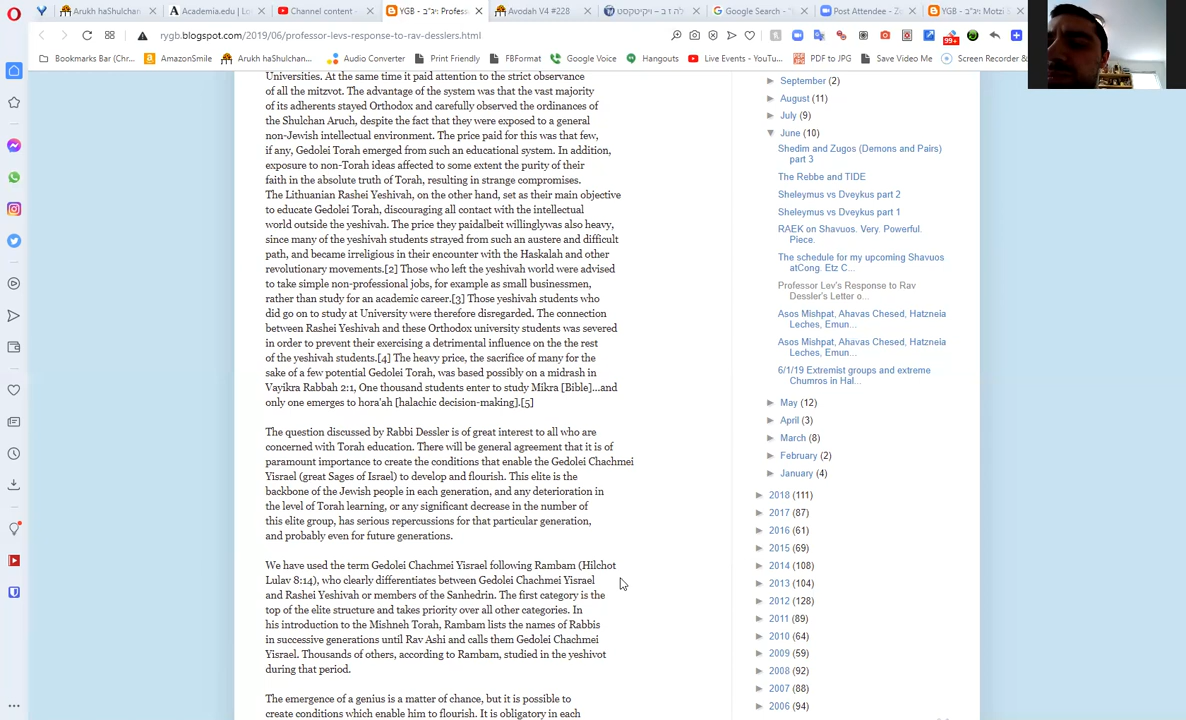 Arukh haShulchan
Academia.edu | Lo
Channel content -
YGB - יג"ב: Profess
Avodah V4 #228
Google Search -
Post Attendee - Zo
YGB - יג"ב: Motzi
rygb.blogspot.com/2019/06/professor-levs-response-to-rav-desslers.html
99+
Bookmarks Bar (Chr...
AmazonSmile
Arukh haShulchan...
Audio Converter
Print Friendly
FBFormat
Google Voice
Hangouts
Live Events - YouTu...
PDF to JPG
Save Video Me
Screen Recorder &
Universities. At the same time it paid attention to the strict observance
of all the mitzvot. The advantage of the system was that the vast majority
of its adherents stayed Orthodox and carefully observed the ordinances of
the Shulchan Aruch, despite the fact that they were exposed to a general
non-Jewish intellectual environment. The price paid for this was that few,
if any, Gedolei Torah emerged from such an educational system. In addition,
exposure to non-Torah ideas affected to some extent the purity of their
faith in the absolute truth of Torah, resulting in strange compromises.
The Lithuanian Rashei Yeshivah, on the other hand, set as their main objective
to educate Gedolei Torah, discouraging all contact with the intellectual
world outside the yeshivah. The price they paidalbeit willinglywas also heavy,
since many of the yeshivah students strayed from such an austere and difficult
path, and became irreligious in their encounter with the Haskalah and other
revolutionary movements.[2] Those who left the yeshivah world were advised
to take simple non-professional jobs, for example as small businessmen,
rather than study for an academic career.[3] Those yeshivah students who
did go on to study at University were therefore disregarded. The connection
between Rashei Yeshivah and these Orthodox university students was severed
in order to prevent their exercising a detrimental influence on the the rest
of the yeshivah students.[4] The heavy price, the sacrifice of many for the
sake of a few potential Gedolei Torah, was based possibly on a midrash in
Vayikra Rabbah 2:1, One thousand students enter to study Mikra [Bible]...and
only one emerges to hora'ah [halachic decision-making].[5]
The question discussed by Rabbi Dessler is of great interest to all who are
concerned with Torah education. There will be general agreement that it is of
paramount importance to create the conditions that enable the Gedolei Chachmei
Yisrael (great Sages of Israel) to develop and flourish. This elite is the
backbone of the Jewish people in each generation, and any deterioration in
the level of Torah learning, or any significant decrease in the number of
this elite group, has serious repercussions for that particular generation,
and probably even for future generations.
We have used the term Gedolei Chachmei Yisrael following Rambam (Hilchot
Lulav 8:14), who clearly differentiates between Gedolei Chachmei Yisrael
and Rashei Yeshivah or members of the Sanhedrin. The first category is the
top of the elite structure and takes priority over all other categories. In
his introduction to the Mishneh Torah, Rambam lists the names of Rabbis
in successive generations until Rav Ashi and calls them Gedolei Chachmei
Yisrael. Thousands of others, according to Rambam, studied in the yeshivot
during that period.
The emergence of a genius is a matter of chance, but it is possible to
create conditions which enable him to flourish. It is obligatory in each
September (2)
August (11)
July (9)
June (10)
Shedim and Zugos (Demons and Pairs)
part 3
The Rebbe and TIDE
Sheleymus vs Dveykus part 2
Sheleymus vs Dveykus part 1
RAEK on Shavuos. Very. Powerful.
Piece.
The schedule for my upcoming Shavuos
atCong. Etz C...
Professor Lev's Response to Rav
Dessler's Letter o...
Asos Mishpat, Ahavas Chesed, Hatzneia
Leches, Emun...
Asos Mishpat, Ahavas Chesed, Hatzneia
Leches, Emun...
6/1/19 Extremist groups and extreme
Chumros in Hal...
May (12)
April (3)
March (8)
February (2)
January (4)
2018 (111)
2017 (87)
2016 (61)
2015 (69)
2014 (108)
2013 (104)
2012 (128)
2011 (89)
2010 (64)
2009 (59)
2008 (92)
2007 (88)
2006 (94)